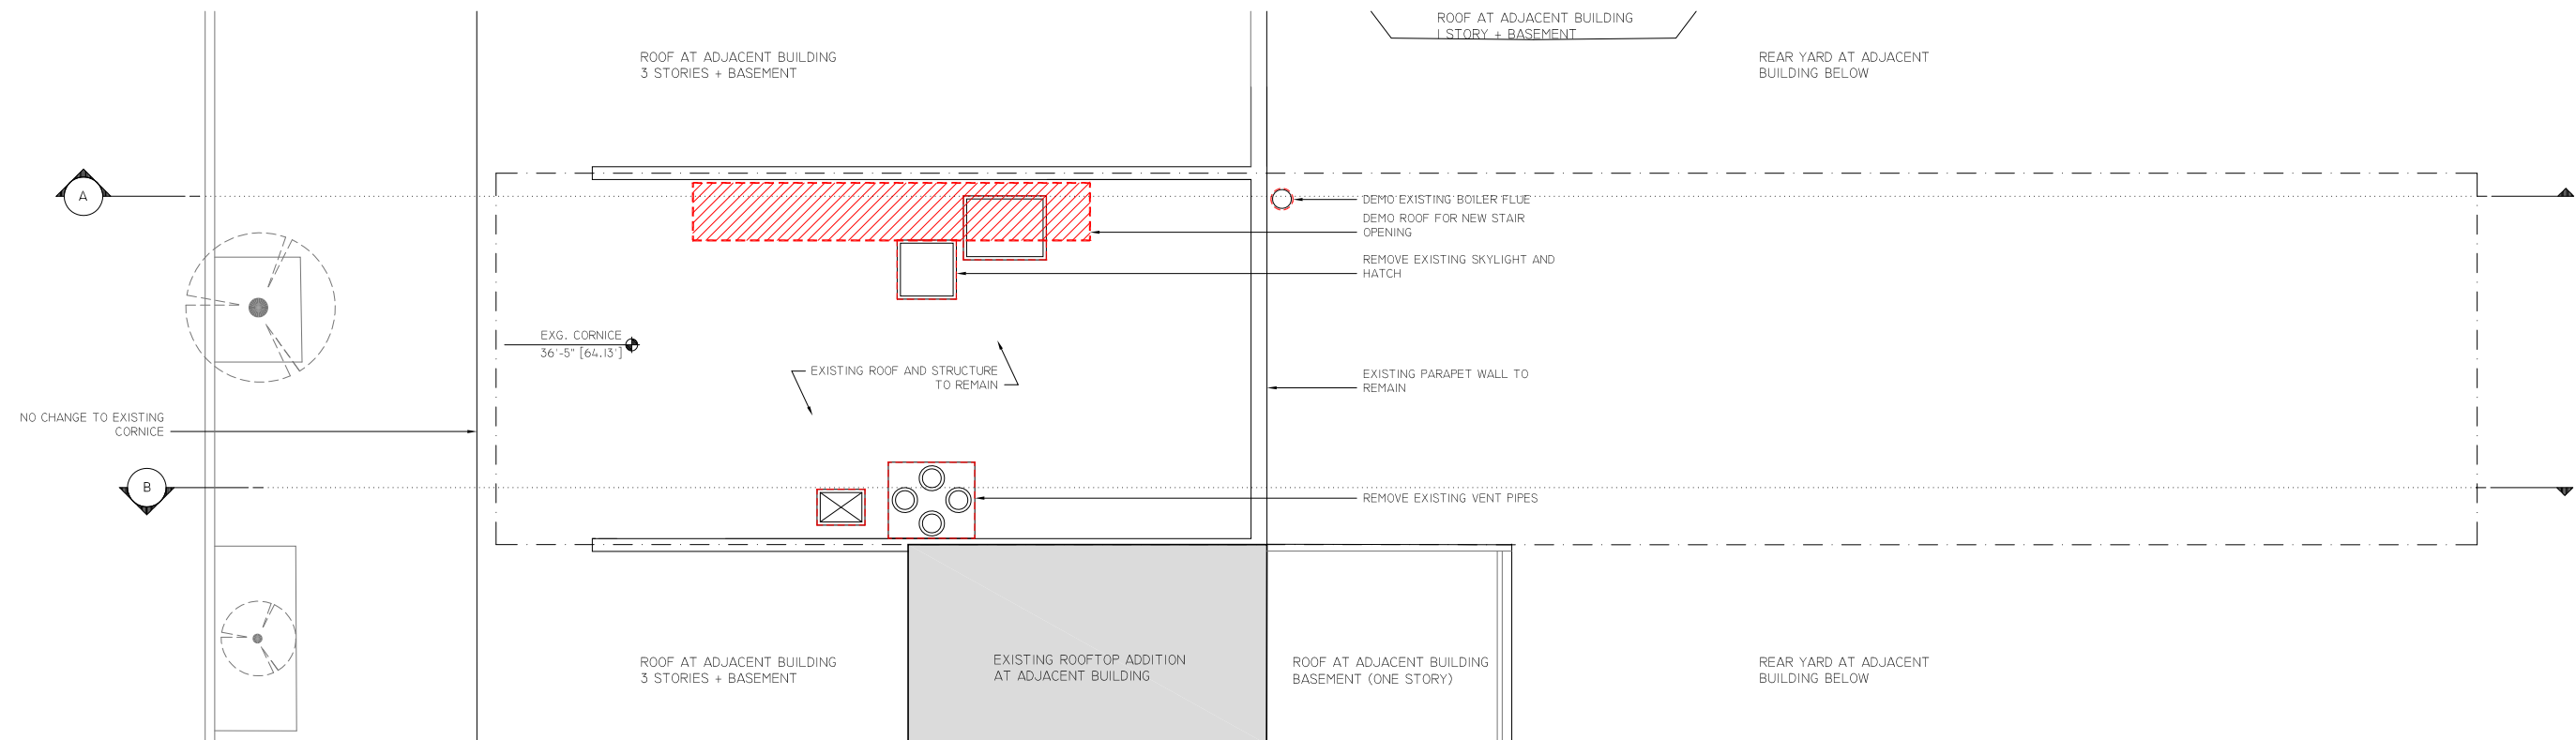 ROOF AT ADJACENT BUILDING
1 STORY + BASEMENT
ROOF AT ADJACENT BUILDING
3 STORIES + BASEMENT
REAR YARD AT ADJACENT
BUILDING BELOW
A
DEMO EXISTING BOILER FLUE
DEMO ROOF FOR NEW STAIR
OPENING
REMOVE EXISTING SKYLIGHT AND
HATCH
EXG. CORNICE
36'-5" [64.13']
EXISTING ROOF AND STRUCTURE
TO REMAIN
EXISTING PARAPET WALL TO
REMAIN
NO CHANGE TO EXISTING
CORNICE
B
REMOVE EXISTING VENT PIPES
ROOF AT ADJACENT BUILDING
3 STORIES + BASEMENT
EXISTING ROOFTOP ADDITION
AT ADJACENT BUILDING
ROOF AT ADJACENT BUILDING
BASEMENT (ONE STORY)
REAR YARD AT ADJACENT
BUILDING BELOW